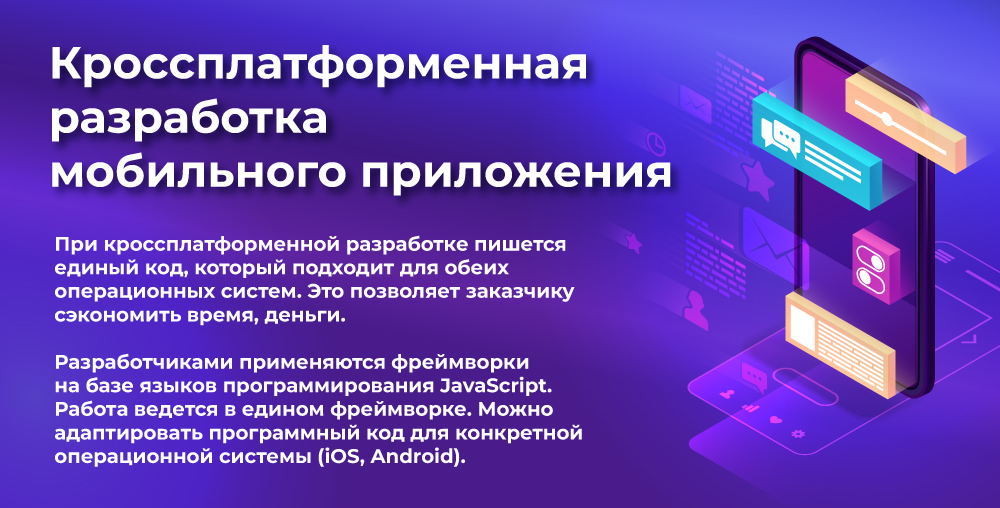 Кроссплатформенная
разработка
мобильного приложения
При кроссплатформенной разработке пишется
единый код, который подходит для обеих
операционных систем. Это позволяет заказчику
сэкономить время, деньги.
Разработчиками применяются фреймворки
на базе языков программирования JavaScript.
Работа ведется в едином фреймворке. Можно
адаптировать программный код для конкретной
операционной системы (iOS, Android).